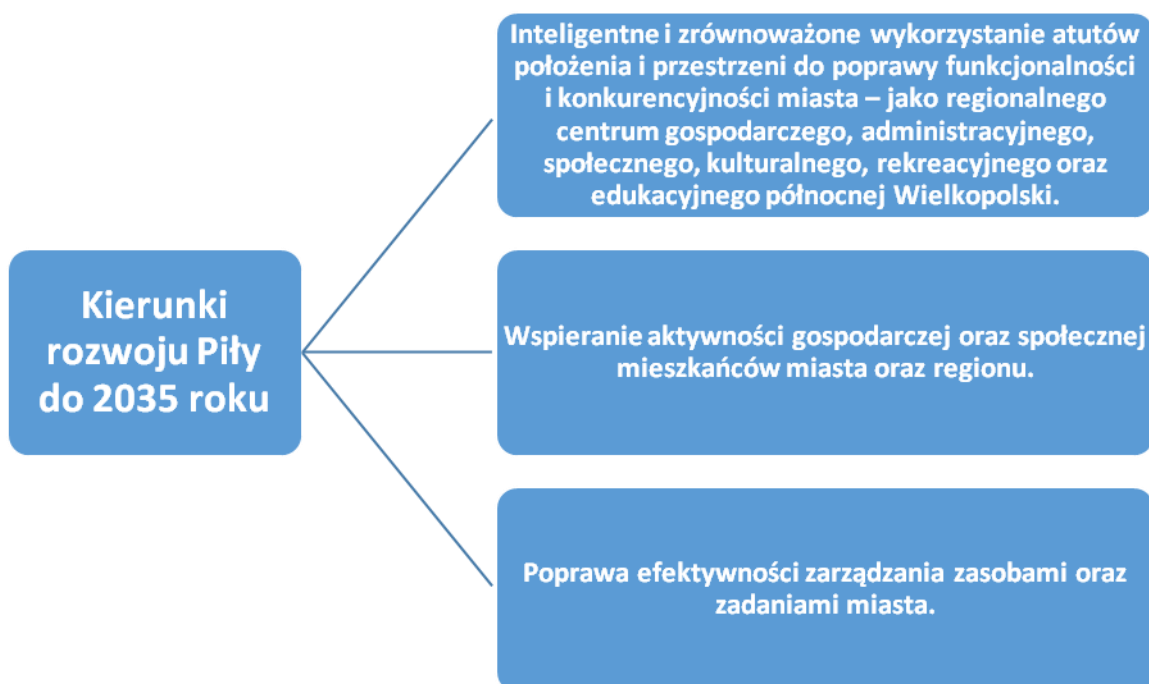 Kierunki
rozwoju Piły
do 2035 roku
Inteligentne i zrównoważone wykorzystanie atutów
położenia i przestrzeni do poprawy funkcjonalności
i konkurencyjności miasta – jako regionalnego
centrum gospodarczego, administracyjnego,
społecznego, kulturalnego, rekreacyjnego oraz
edukacyjnego północnej Wielkopolski.
Wspieranie aktywności gospodarczej oraz społecznej
mieszkańców miasta oraz regionu.
Poprawa efektywności zarządzania zasobami oraz
zadaniami miasta.